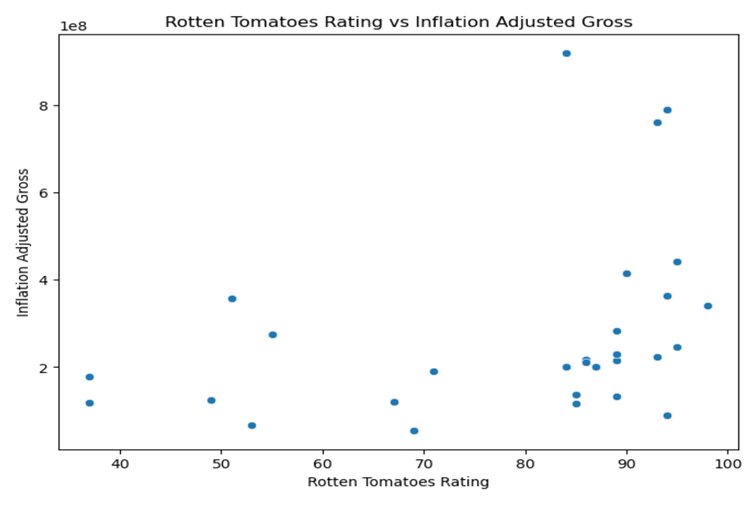 Rotten Tomatoes Rating vs Inflation Adjusted Gross
1e8
8
6
4
2
Inflation Adjusted Gross
40 50 60 70 80 90 100
Rotten Tomatoes Rating